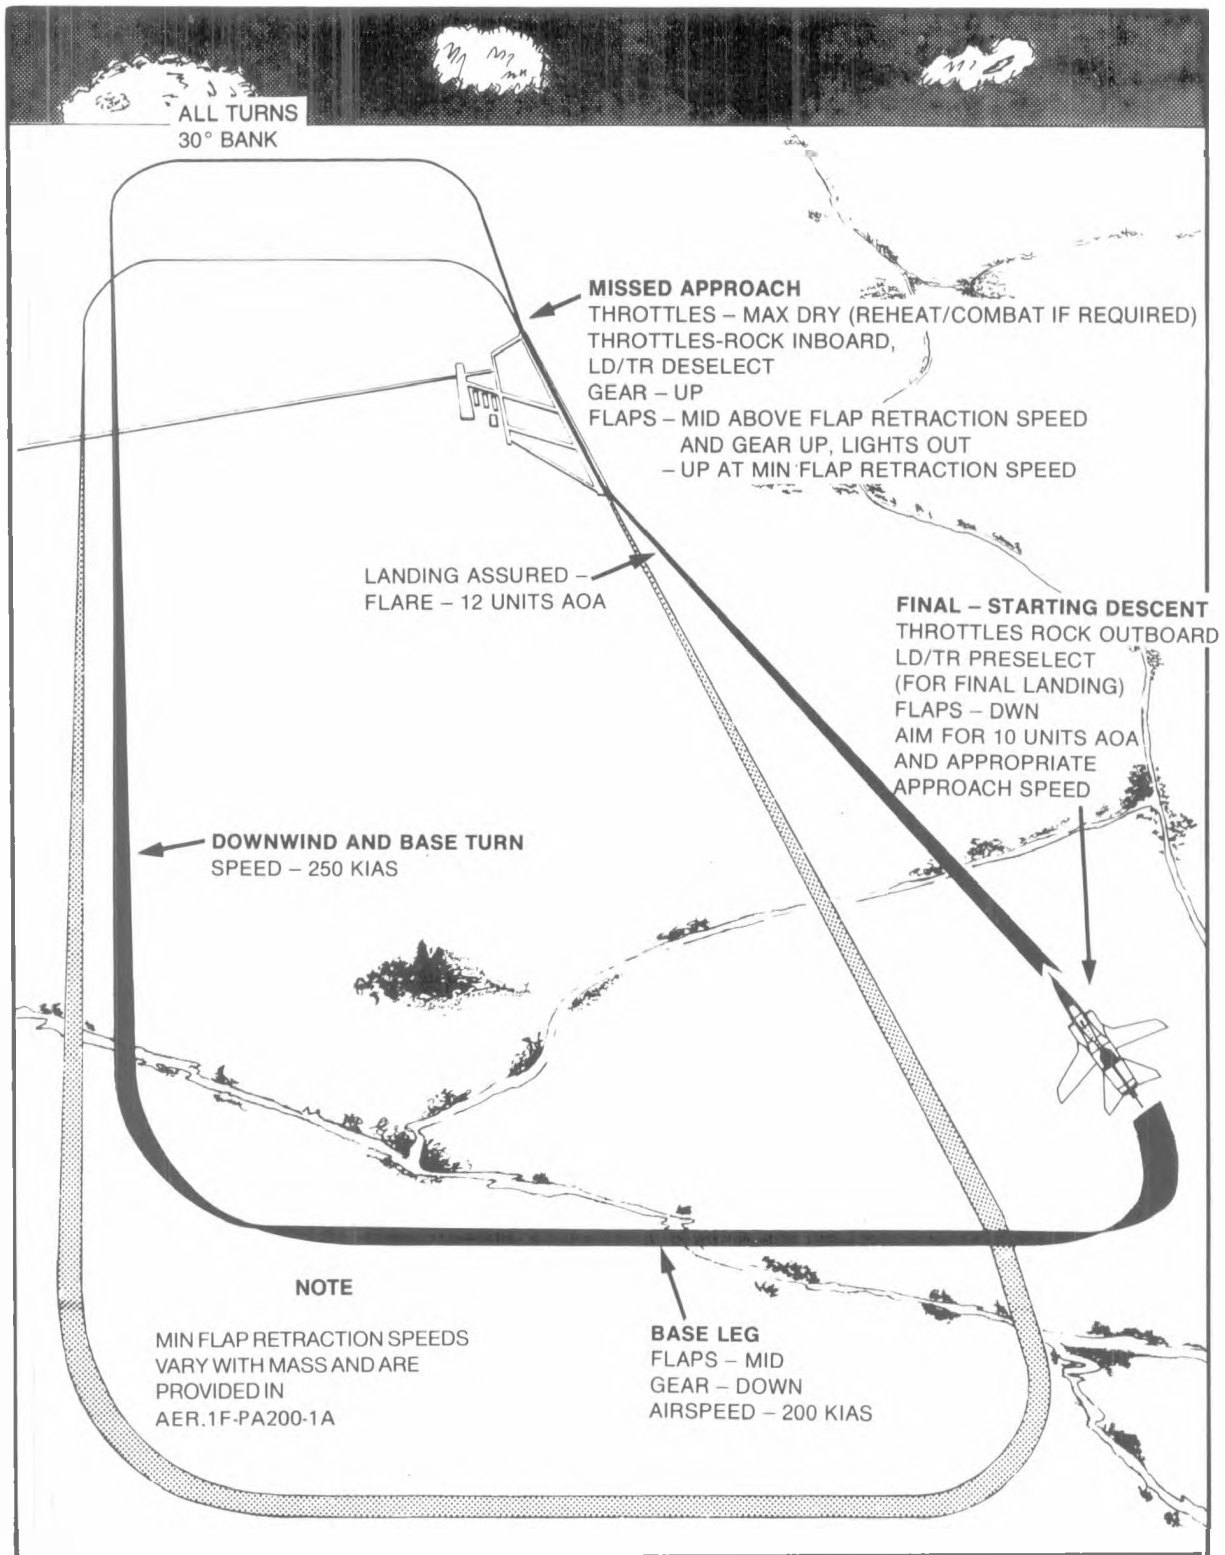 ALL TURNS
30° BANK
MISSED APPROACH
THROTTLES – MAX DRY (REHEAT/COMBAT IF REQUIRED)
THROTTLES-ROCK INBOARD,
LD/TR DESELECT
GEAR – UP
FLAPS – MID ABOVE FLAP RETRACTION SPEED
AND GEAR UP, LIGHTS OUT
– UP AT MIN FLAP RETRACTION SPEED
LANDING ASSURED –
FLARE – 12 UNITS AOA
FINAL – STARTING DESCENT
THROTTLES ROCK OUTBOARD
LD/TR PRESELECT
(FOR FINAL LANDING)
FLAPS – DWN
AIM FOR 10 UNITS AOA
AND APPROPRIATE
APPROACH SPEED
DOWNWIND AND BASE TURN
SPEED – 250 KIAS
NOTE
MIN FLAP RETRACTION SPEEDS
VARY WITH MASS AND ARE
PROVIDED IN
AER.1F-PA200-1A
BASE LEG
FLAPS – MID
GEAR – DOWN
AIRSPEED – 200 KIAS